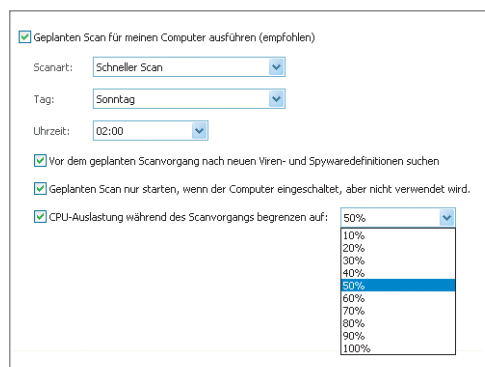 Geplanten Scan für meinen Computer ausführen (empfohlen)
Scanart: Schneller Scan
Tag: Sonntag
Uhrzeit: 02:00
Vor dem geplanten Scanvorgang nach neuen Viren- und Spywaredefinitionen suchen
Geplanten Scan nur starten, wenn der Computer eingeschaltet, aber nicht verwendet wird.
CPU-Auslastung während des Scanvorgangs begrenzen auf: 50%
10%
20%
30%
40%
50%
60%
70%
80%
90%
100%